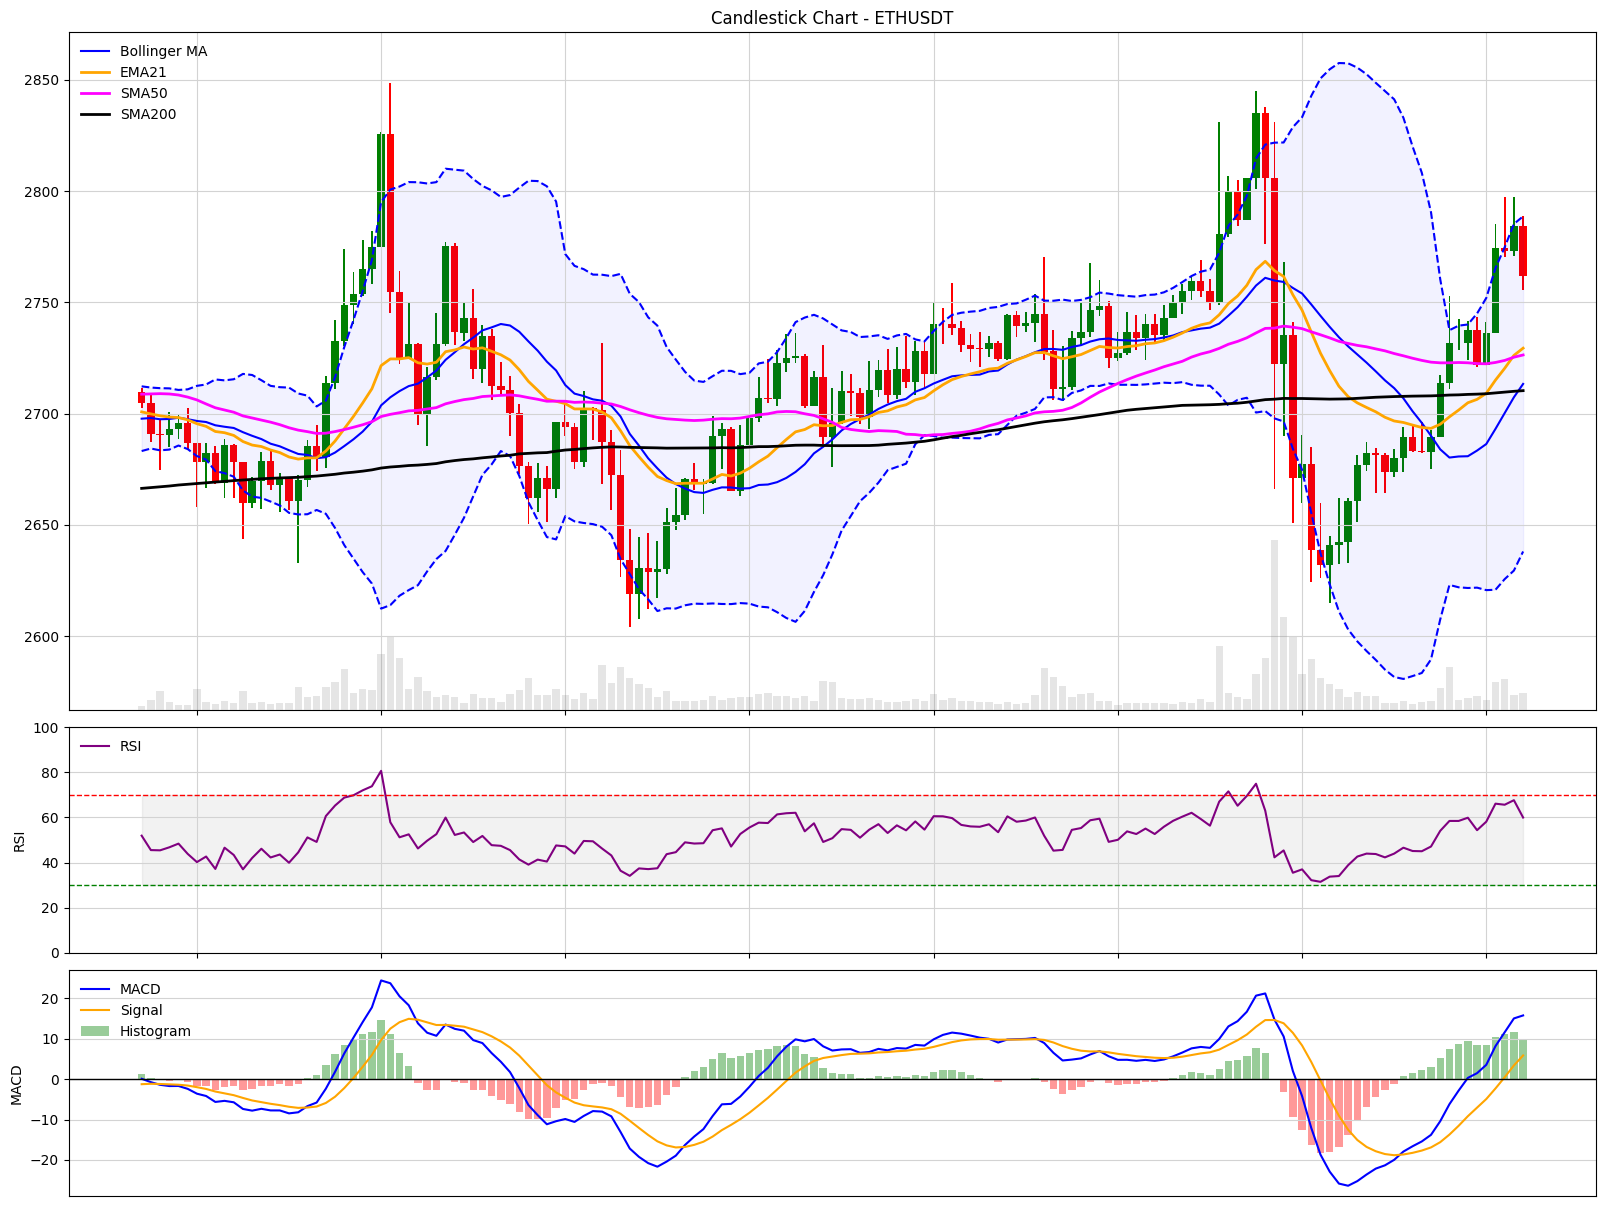 Candlestick Chart - ETHUSDT
Bollinger MA
EMA21
SMA50
SMA200
2850
2800
2750
2700
2650
2600
RSI
100
80
60
40
20
0
RSI
MACD
Signal
Histogram
20
10
0
−10
−20
MACD